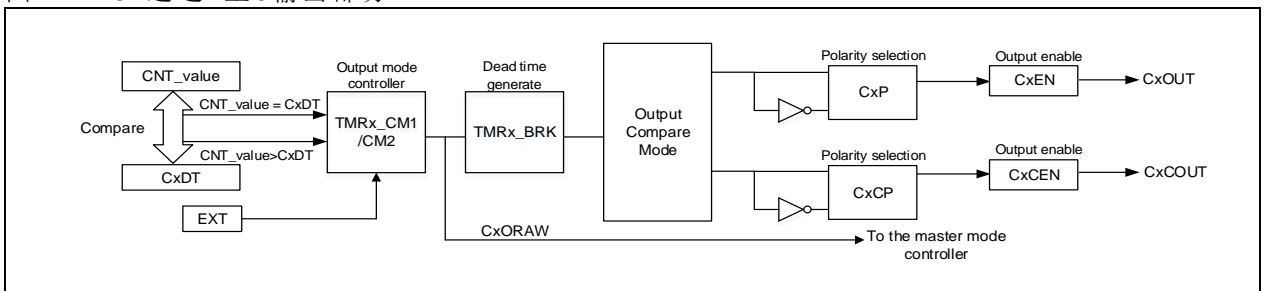 CNT_value
Compare
CxDT
CNT_value = CxDT
CNT_value>CxDT
EXT
Output mode
controller
TMRx_CM1
/CM2
Dead time
generate
TMRx_BRK
CxORAW
Output
Compare
Mode
Polarity selection
CxP
Output enable
CxEN
CxOUT
Polarity selection
CxCP
Output enable
CxCEN
CxCOUT
To the master mode
controller